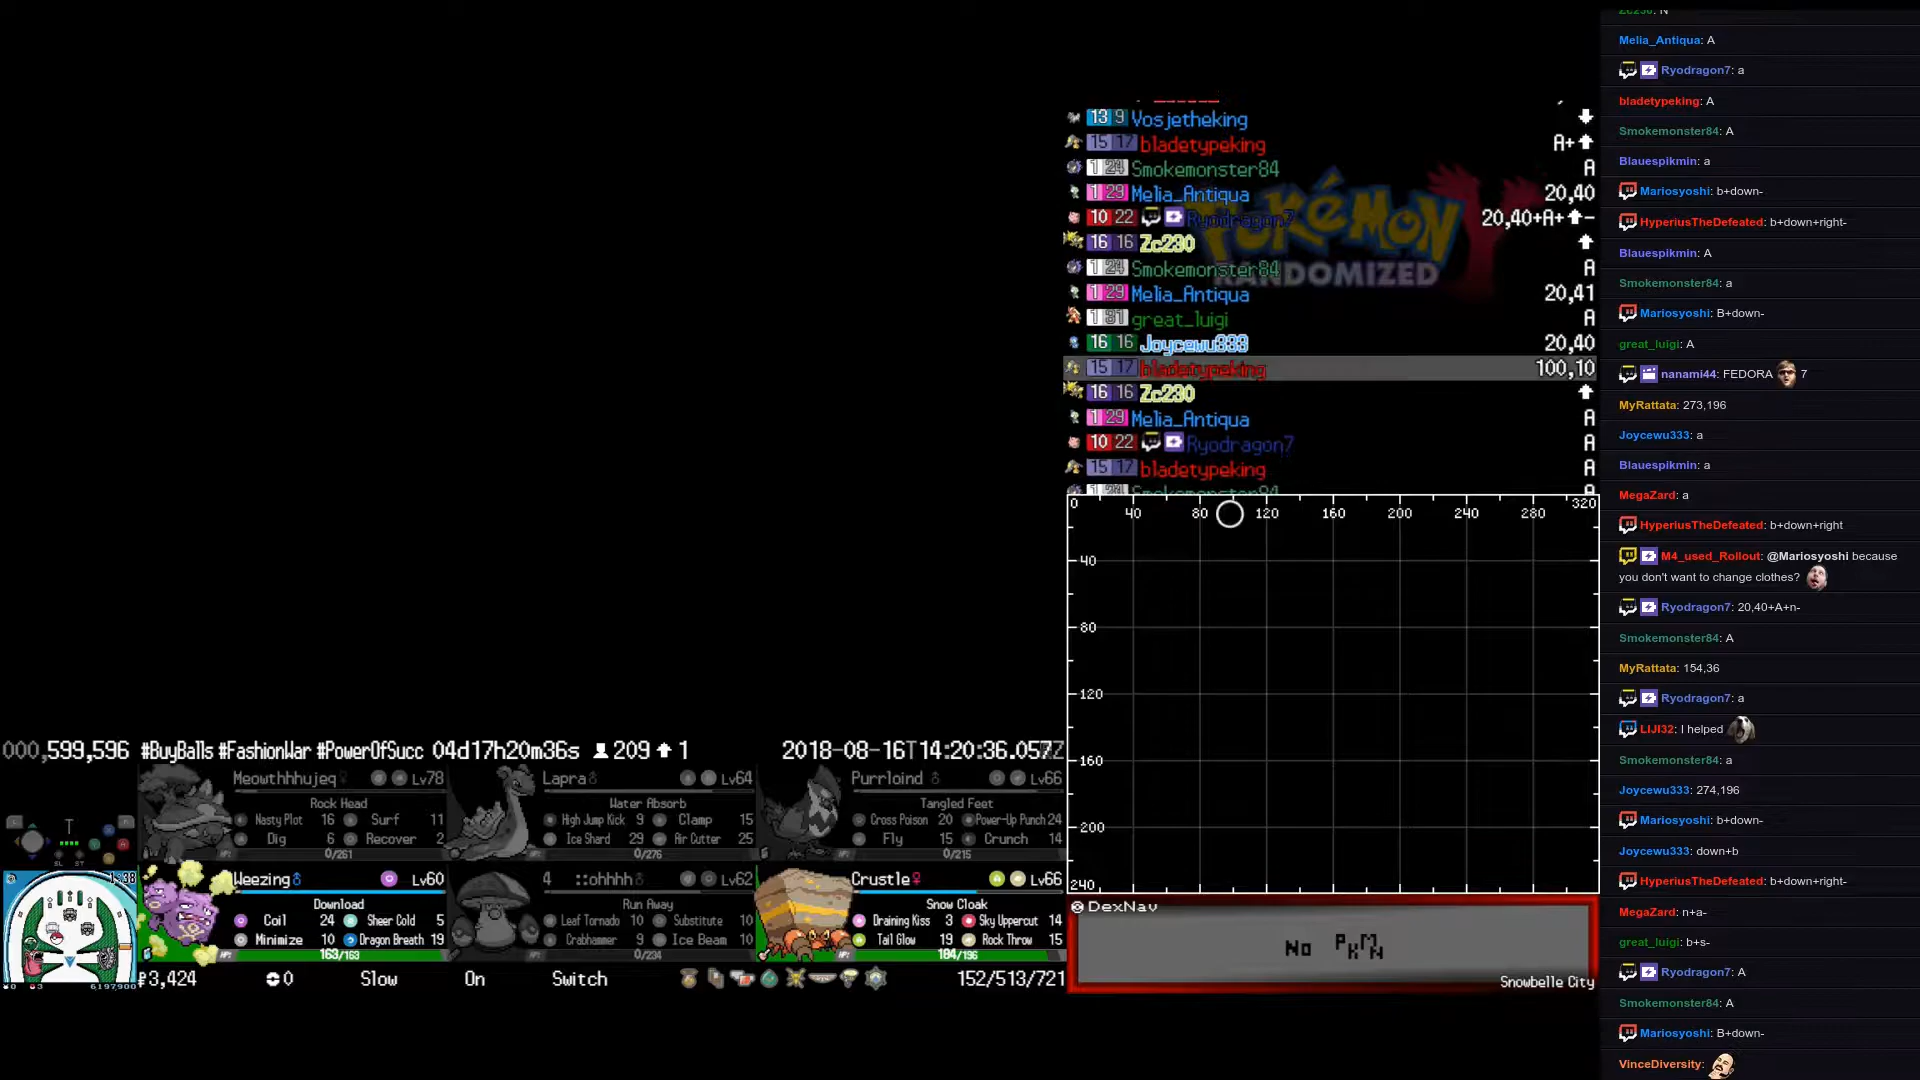 Vosjetheking
13 9
bladetypeking A+
15 17
Smokemonster84 A
1 24
Melia_Antiqua 20,40
1 29
Ryodragon7 20,40+A+ -
10 22
Zc230
16 16
Smokemonster84 A
1 24
Melia_Antiqua 20,41
1 29
great_luigi A
1 31
Joycewu333 20,40
16 16
bladetypeking 100,10
15 17
Zc230
16 16
Melia_Antiqua A
1 29
Ryodragon7 A
10 22
bladetypeking A
15 17
Smokemonster84 A
POKéMON Y
RANDOMIZED
0 40 80 120 160 200 240 280 320
40
80
120
160
200
240
DexNav
No PKMN
Snowbelle City
000,599,596 #BuyBalls #FashionWar #PowerOfSucc 04d17h20m36s 209 1 2018-08-16T14:20:36.057Z
Meowthhhujeq Lv78
Rock Head
Nasty Plot 16 Surf 11
Dig 6 Recover 2
0/261
Lapra Lv64
Water Absorb
High Jump Kick 9 Clamp 15
Ice Shard 29 Air Cutter 25
0/276
Purrloind Lv66
Tangled Feet
Cross Poison 20 Power-Up Punch 24
Fly 15 Crunch 14
0/215
Weezing♂ Lv60
Download
Coil 24 Sheer Cold 5
Minimize 10 Dragon Breath 19
163/163
4 ::ohhhh Lv62
Run Away
Leaf Tornado 10 Substitute 10
Crabhammer 9 Ice Beam 10
0/234
Crustle♀ Lv66
Snow Cloak
Draining Kiss 3 Sky Uppercut 14
Tail Glow 19 Rock Throw 15
184/196
₽3,424 0 Slow On Switch 152/513/721
Zc230: N
Melia_Antiqua: A
Ryodragon7: a
bladetypeking: A
Smokemonster84: A
Blauespikmin: a
Mariosyoshi: b+down-
HyperiusTheDefeated: b+down+right-
Blauespikmin: A
Smokemonster84: a
Mariosyoshi: B+down-
great_luigi: A
nanami44: FEDORA 7
MyRattata: 273,196
Joycewu333: a
Blauespikmin: a
MegaZard: a
HyperiusTheDefeated: b+down+right
M4_used_Rollout: @Mariosyoshi because
you don't want to change clothes?
Ryodragon7: 20,40+A+n-
Smokemonster84: A
MyRattata: 154,36
Ryodragon7: a
LIJI32: I helped
Smokemonster84: a
Joycewu333: 274,196
Mariosyoshi: b+down-
Joycewu333: down+b
HyperiusTheDefeated: b+down+right-
MegaZard: n+a-
great_luigi: b+s-
Ryodragon7: A
Smokemonster84: A
Mariosyoshi: B+down-
VinceDiversity: